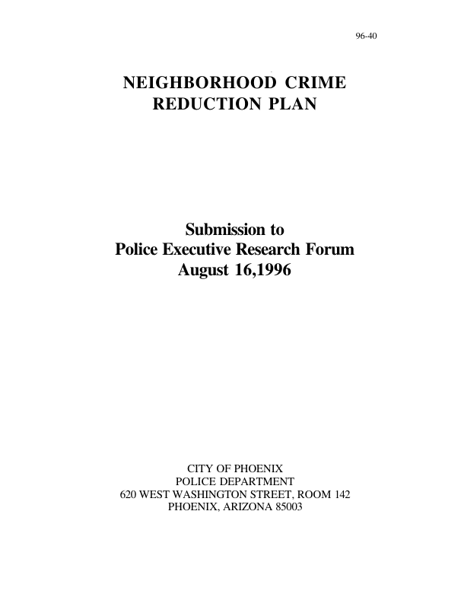 96-40
NEIGHBORHOOD CRIME
REDUCTION PLAN
Submission to
Police Executive Research Forum
August 16,1996
CITY OF PHOENIX
POLICE DEPARTMENT
620 WEST WASHINGTON STREET, ROOM 142
PHOENIX, ARIZONA 85003